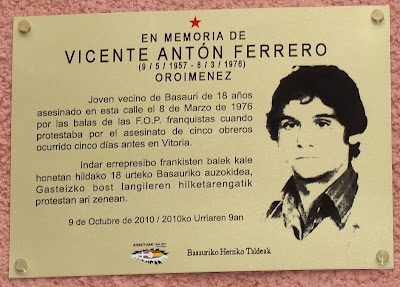 EN MEMORIA DE
VICENTE ANTÓN FERRERO
(9 / 5 / 1957 - 8 / 3 / 1976)
OROIMENEZ
Joven vecino de Basauri de 18 años
asesinado en esta calle el 8 de Marzo de 1976
por las balas de las F.O.P. franquistas cuando
protestaba por el asesinato de cinco obreros
ocurrido cinco días antes en Vitoria.
Indar errepresibo frankisten balek kale
honetan hildako 18 urteko Basauriko auzokidea,
Gasteizko bost langileren hilketarengatik
protestan ari zenean.
9 de Octubre de 2010 / 2010ko Urriaren 9an
Basauriko Herriko Taldeak